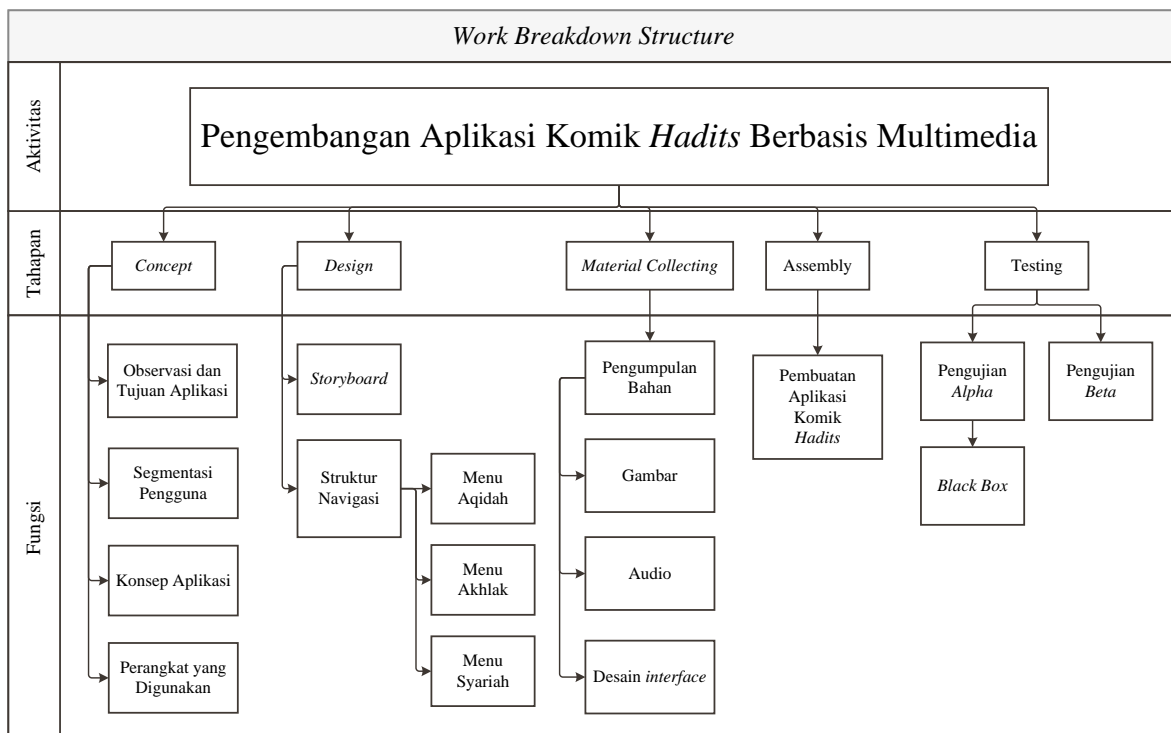 Work Breakdown Structure
Aktivitas
Pengembangan Aplikasi Komik Hadits Berbasis Multimedia
Tahapan
Concept
Design
Material Collecting
Assembly
Testing
Fungsi
Observasi dan
Tujuan Aplikasi
Segmentasi
Pengguna
Konsep Aplikasi
Perangkat yang
Digunakan
Storyboard
Struktur
Navigasi
Menu
Aqidah
Menu
Akhlak
Menu
Syariah
Pengumpulan
Bahan
Gambar
Audio
Desain interface
Pembuatan
Aplikasi
Komik
Hadits
Pengujian
Alpha
Black Box
Pengujian
Beta